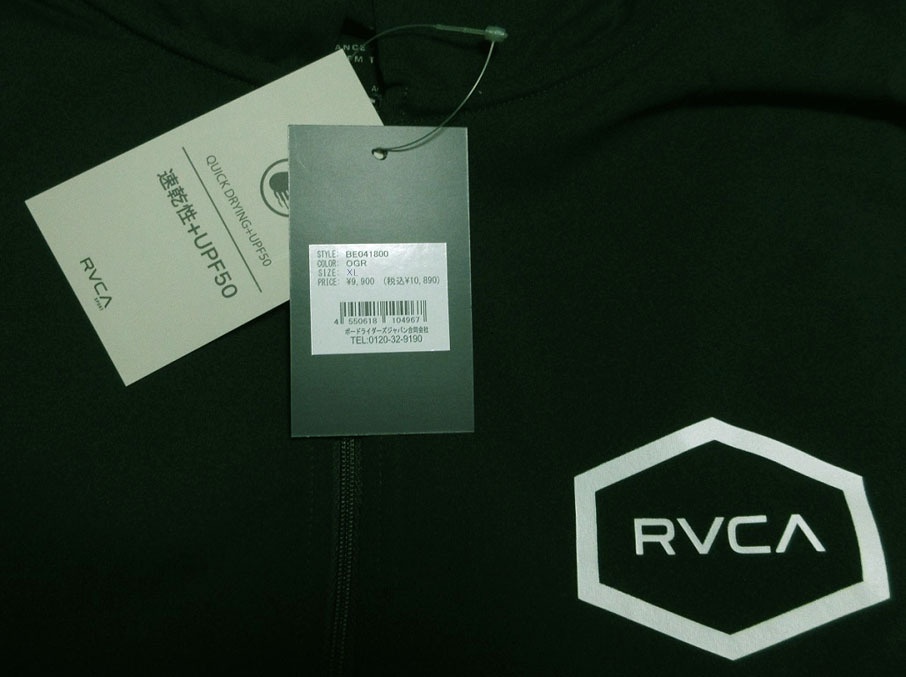 ANCE
速乾性+UPF50
QUICK DRYING+UPF50
RVCA
SPORT
STYLE: BE041800
COLOR: OGR
SIZE: XL
PRICE: ¥9,900 (税込¥10,890)
4 550618 104967
ボードライダーズジャパン合同会社
TEL:0120-32-9190
RVCA